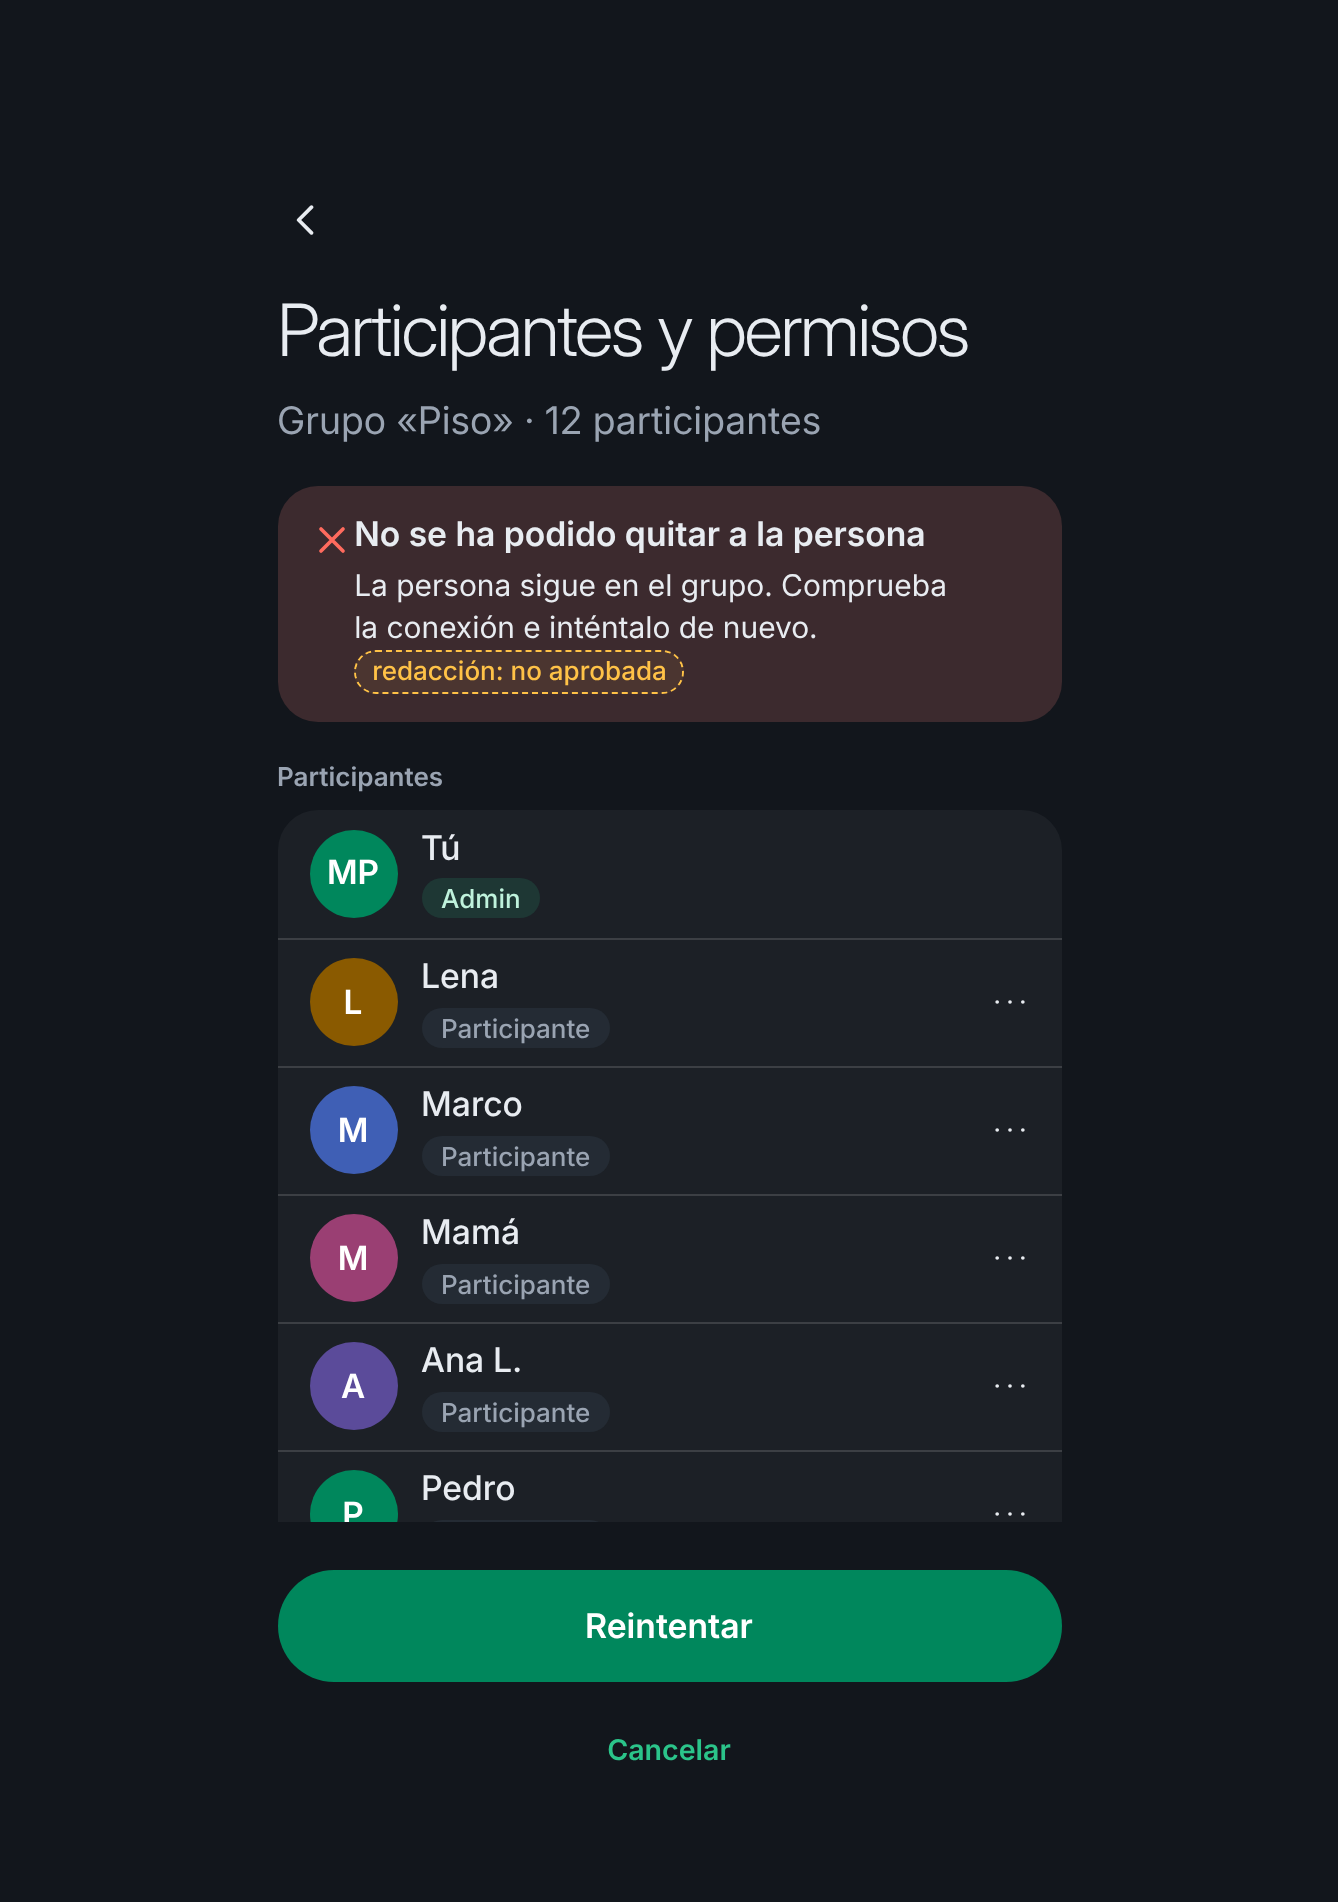 Participantes y permisos
Grupo «Piso» · 12 participantes
No se ha podido quitar a la persona
La persona sigue en el grupo. Comprueba
la conexión e inténtalo de nuevo.
redacción: no aprobada
Participantes
MP
Tú
Admin
L
Lena
Participante
M
Marco
Participante
M
Mamá
Participante
A
Ana L.
Participante
P
Pedro
Reintentar
Cancelar